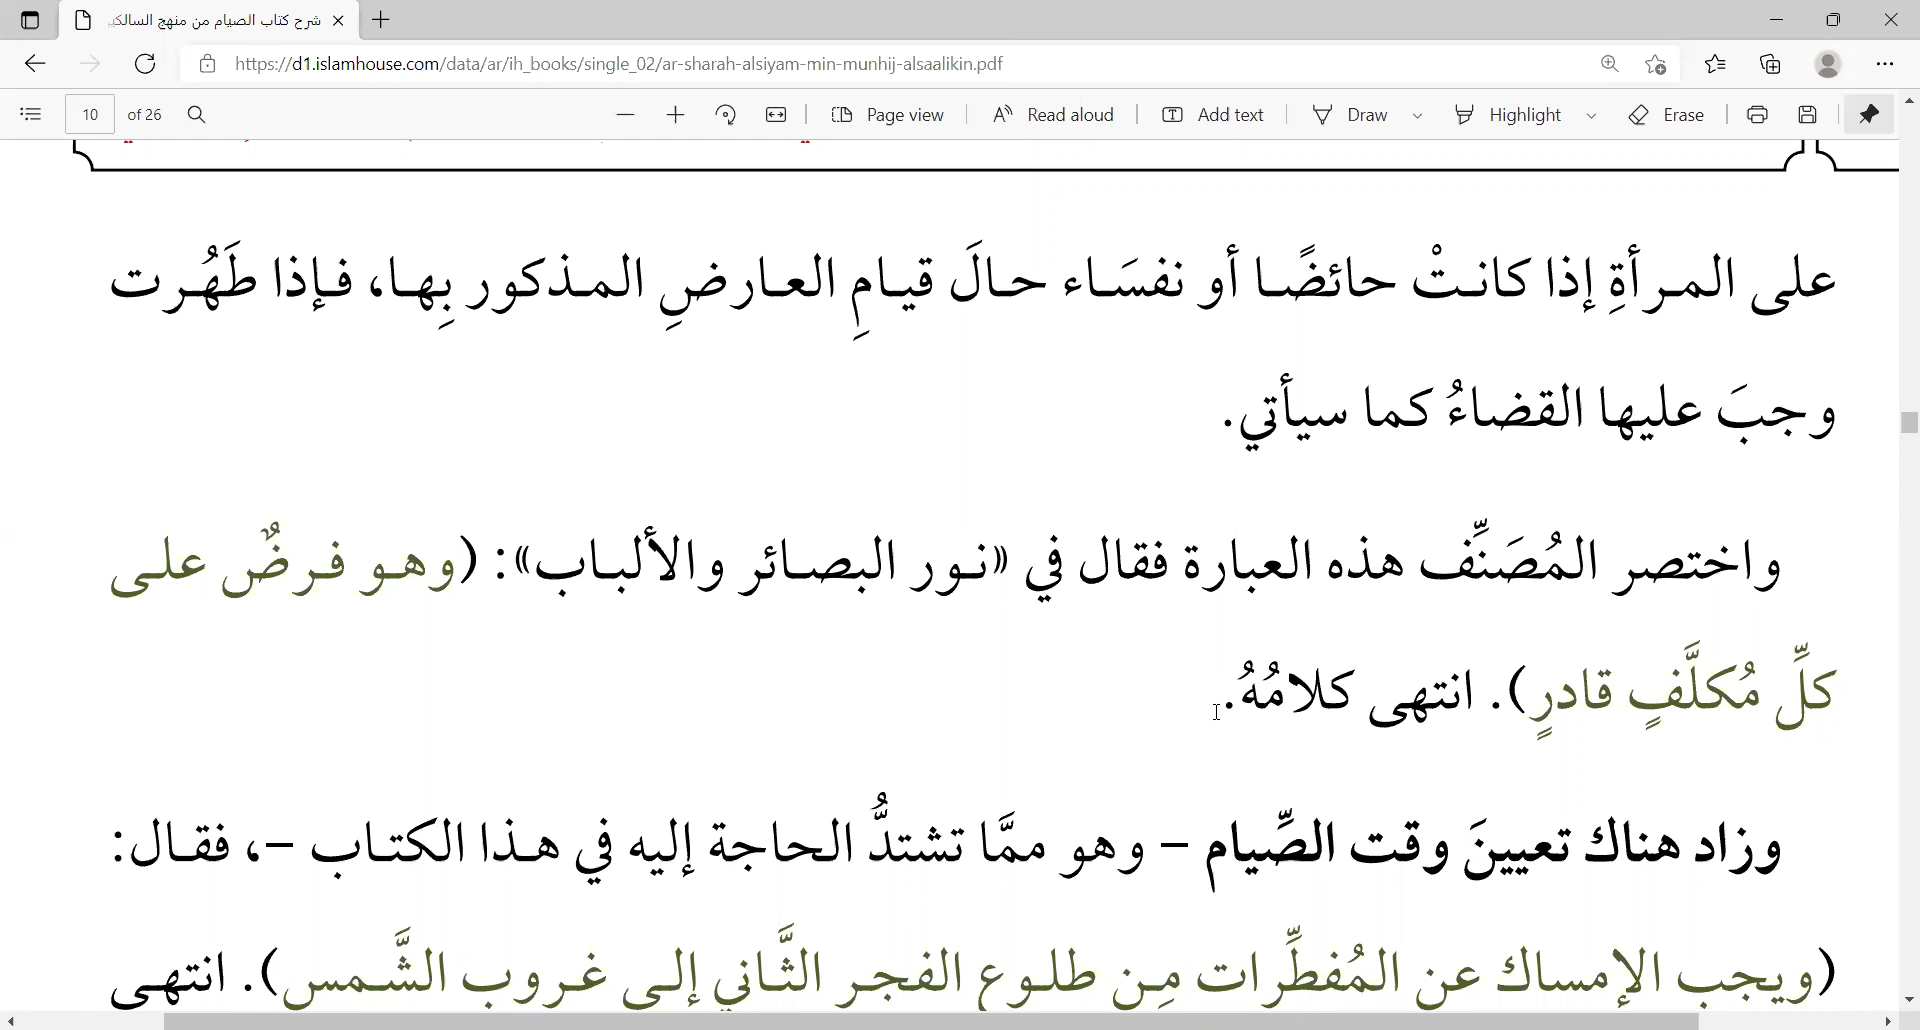 شرح كتاب الصيام من منهج السالكين
https://d1.islamhouse.com/data/ar/ih_books/single_02/ar-sharah-alsiyam-min-munhij-alsaalikin.pdf
10 of 26 Page view Read aloud Add text Draw Highlight Erase
على المرأةِ إذا كانتْ حائضًا أو نفسَاء حالَ قيامِ العارضِ المذكور بِها، فإذا طَهُرت
وجبَ عليها القضاءُ كما سيأتي.
واختصر المُصَنِّف هذه العبارة فقال في «نور البصائر والألباب»: (وهو فرضٌ على
كلِّ مُكلَّفٍ قادرٍ). انتهى كلامُهُ.
وزاد هناك تعيينَ وقت الصِّيام – وهو ممَّا تشتدُّ الحاجة إليه في هذا الكتاب –، فقال:
(ويجب الإمساك عن المُفطِّرات مِن طلوع الفجر الثَّاني إلى غروب الشَّمس). انتهى